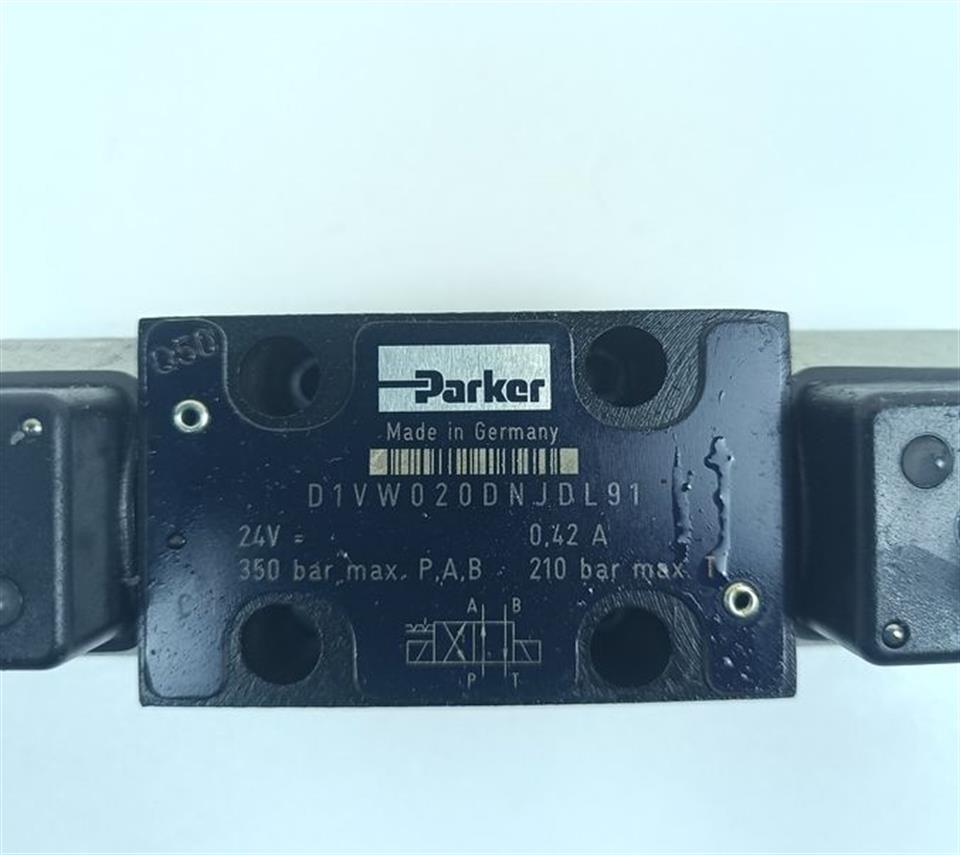 Q50
Parker
Made in Germany
D1VW020DNJDL91
24V = 0,42 A
350 bar max. P,A,B 210 bar max. T
A B
P T